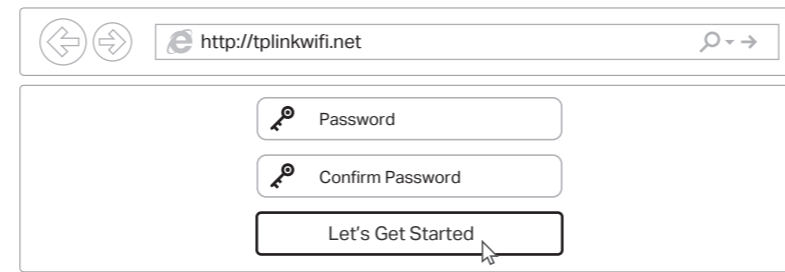 http://tplinkwifi.net
Password
Confirm Password
Let's Get Started